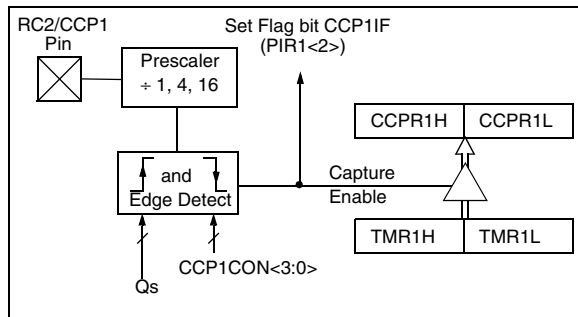 RC2/CCP1
Pin
Prescaler
÷ 1, 4, 16
Set Flag bit CCP1IF
(PIR1<2>)
CCPR1H
CCPR1L
and
Edge Detect
Capture
Enable
TMR1H
TMR1L
CCP1CON<3:0>
Qs